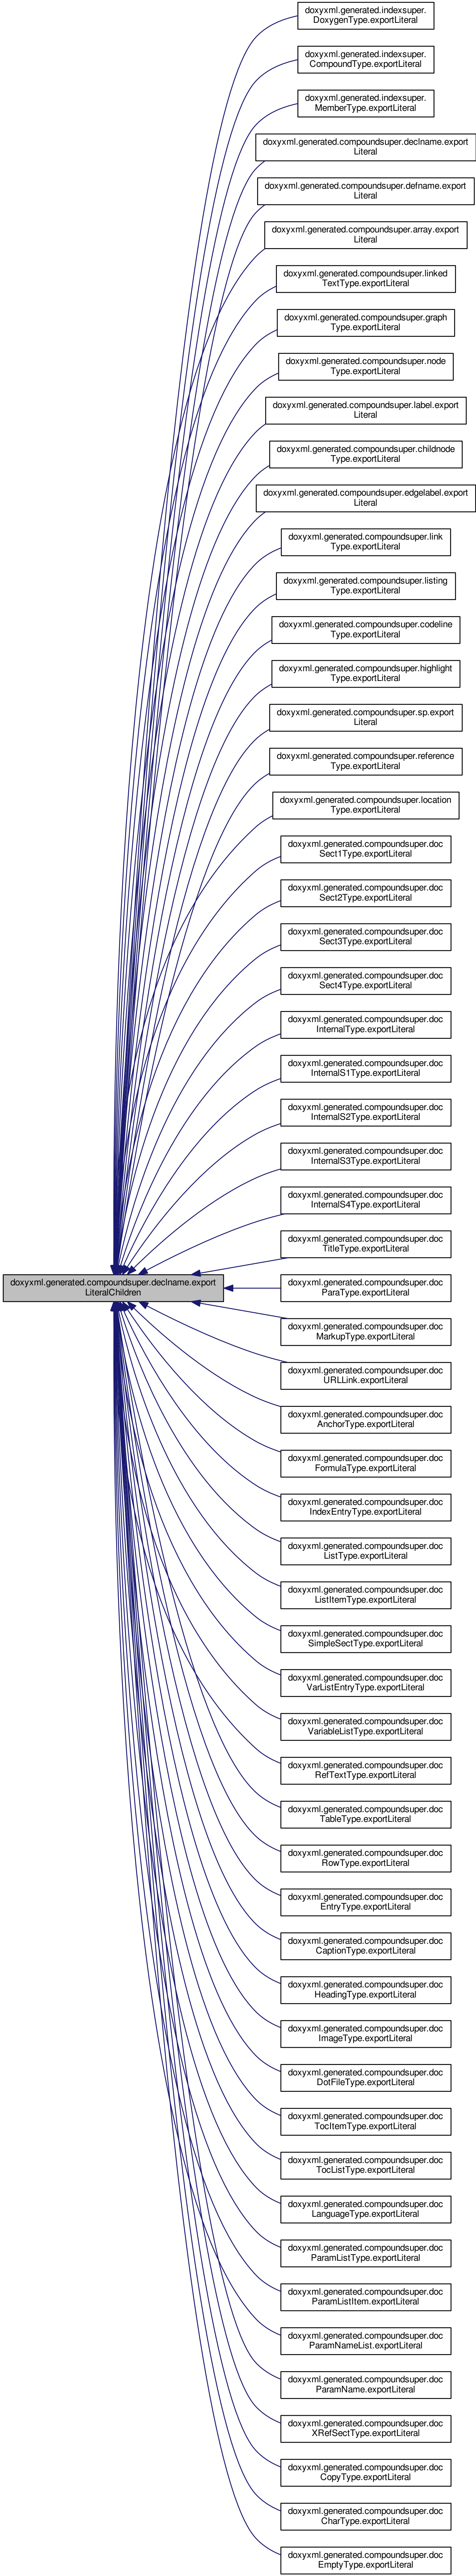 doxyxml.generated.indexsuper.
DoxygenType.exportLiteral
doxyxml.generated.indexsuper.
CompoundType.exportLiteral
doxyxml.generated.indexsuper.
MemberType.exportLiteral
doxyxml.generated.compoundsuper.declname.export
Literal
doxyxml.generated.compoundsuper.defname.export
Literal
doxyxml.generated.compoundsuper.array.export
Literal
doxyxml.generated.compoundsuper.linked
TextType.exportLiteral
doxyxml.generated.compoundsuper.graph
Type.exportLiteral
doxyxml.generated.compoundsuper.node
Type.exportLiteral
doxyxml.generated.compoundsuper.label.export
Literal
doxyxml.generated.compoundsuper.childnode
Type.exportLiteral
doxyxml.generated.compoundsuper.edgelabel.export
Literal
doxyxml.generated.compoundsuper.link
Type.exportLiteral
doxyxml.generated.compoundsuper.listing
Type.exportLiteral
doxyxml.generated.compoundsuper.codeline
Type.exportLiteral
doxyxml.generated.compoundsuper.highlight
Type.exportLiteral
doxyxml.generated.compoundsuper.sp.export
Literal
doxyxml.generated.compoundsuper.reference
Type.exportLiteral
doxyxml.generated.compoundsuper.location
Type.exportLiteral
doxyxml.generated.compoundsuper.doc
Sect1Type.exportLiteral
doxyxml.generated.compoundsuper.doc
Sect2Type.exportLiteral
doxyxml.generated.compoundsuper.doc
Sect3Type.exportLiteral
doxyxml.generated.compoundsuper.doc
Sect4Type.exportLiteral
doxyxml.generated.compoundsuper.doc
InternalType.exportLiteral
doxyxml.generated.compoundsuper.doc
InternalS1Type.exportLiteral
doxyxml.generated.compoundsuper.doc
InternalS2Type.exportLiteral
doxyxml.generated.compoundsuper.doc
InternalS3Type.exportLiteral
doxyxml.generated.compoundsuper.doc
InternalS4Type.exportLiteral
doxyxml.generated.compoundsuper.doc
TitleType.exportLiteral
doxyxml.generated.compoundsuper.declname.export
LiteralChildren
doxyxml.generated.compoundsuper.doc
ParaType.exportLiteral
doxyxml.generated.compoundsuper.doc
MarkupType.exportLiteral
doxyxml.generated.compoundsuper.doc
URLLink.exportLiteral
doxyxml.generated.compoundsuper.doc
AnchorType.exportLiteral
doxyxml.generated.compoundsuper.doc
FormulaType.exportLiteral
doxyxml.generated.compoundsuper.doc
IndexEntryType.exportLiteral
doxyxml.generated.compoundsuper.doc
ListType.exportLiteral
doxyxml.generated.compoundsuper.doc
ListItemType.exportLiteral
doxyxml.generated.compoundsuper.doc
SimpleSectType.exportLiteral
doxyxml.generated.compoundsuper.doc
VarListEntryType.exportLiteral
doxyxml.generated.compoundsuper.doc
VariableListType.exportLiteral
doxyxml.generated.compoundsuper.doc
RefTextType.exportLiteral
doxyxml.generated.compoundsuper.doc
TableType.exportLiteral
doxyxml.generated.compoundsuper.doc
RowType.exportLiteral
doxyxml.generated.compoundsuper.doc
EntryType.exportLiteral
doxyxml.generated.compoundsuper.doc
CaptionType.exportLiteral
doxyxml.generated.compoundsuper.doc
HeadingType.exportLiteral
doxyxml.generated.compoundsuper.doc
ImageType.exportLiteral
doxyxml.generated.compoundsuper.doc
DotFileType.exportLiteral
doxyxml.generated.compoundsuper.doc
TocItemType.exportLiteral
doxyxml.generated.compoundsuper.doc
TocListType.exportLiteral
doxyxml.generated.compoundsuper.doc
LanguageType.exportLiteral
doxyxml.generated.compoundsuper.doc
ParamListType.exportLiteral
doxyxml.generated.compoundsuper.doc
ParamListItem.exportLiteral
doxyxml.generated.compoundsuper.doc
ParamNameList.exportLiteral
doxyxml.generated.compoundsuper.doc
ParamName.exportLiteral
doxyxml.generated.compoundsuper.doc
XRefSectType.exportLiteral
doxyxml.generated.compoundsuper.doc
CopyType.exportLiteral
doxyxml.generated.compoundsuper.doc
CharType.exportLiteral
doxyxml.generated.compoundsuper.doc
EmptyType.exportLiteral